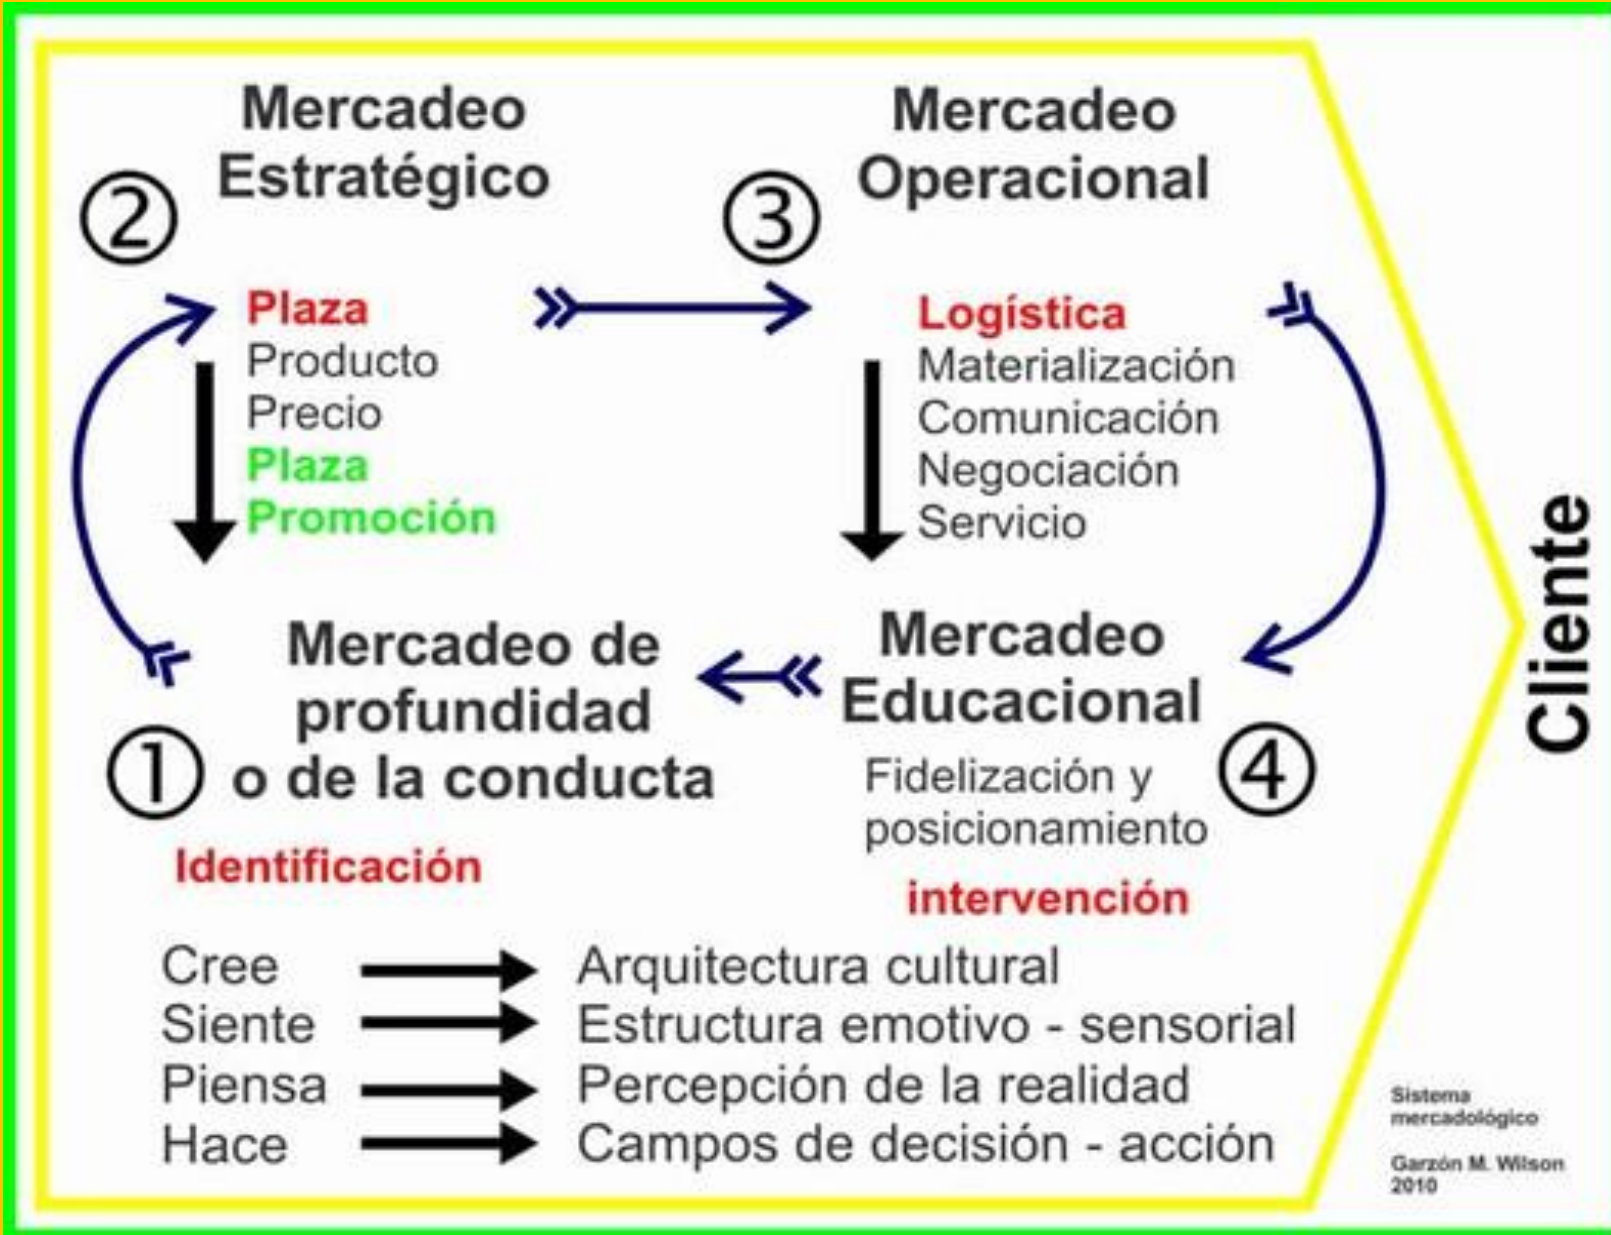 Mercadeo
Estratégico
2
Plaza
Producto
Precio
Plaza
Promoción
Mercadeo
Operacional
3
Logística
Materialización
Comunicación
Negociación
Servicio
Mercadeo de
profundidad
o de la conducta
1
Identificación
Mercadeo
Educacional
4
Fidelización y
posicionamiento
intervención
Cree Arquitectura cultural
Siente Estructura emotivo - sensorial
Piensa Percepción de la realidad
Hace Campos de decisión - acción
Cliente
Sistema
mercadológico
Garzón M. Wilson
2010